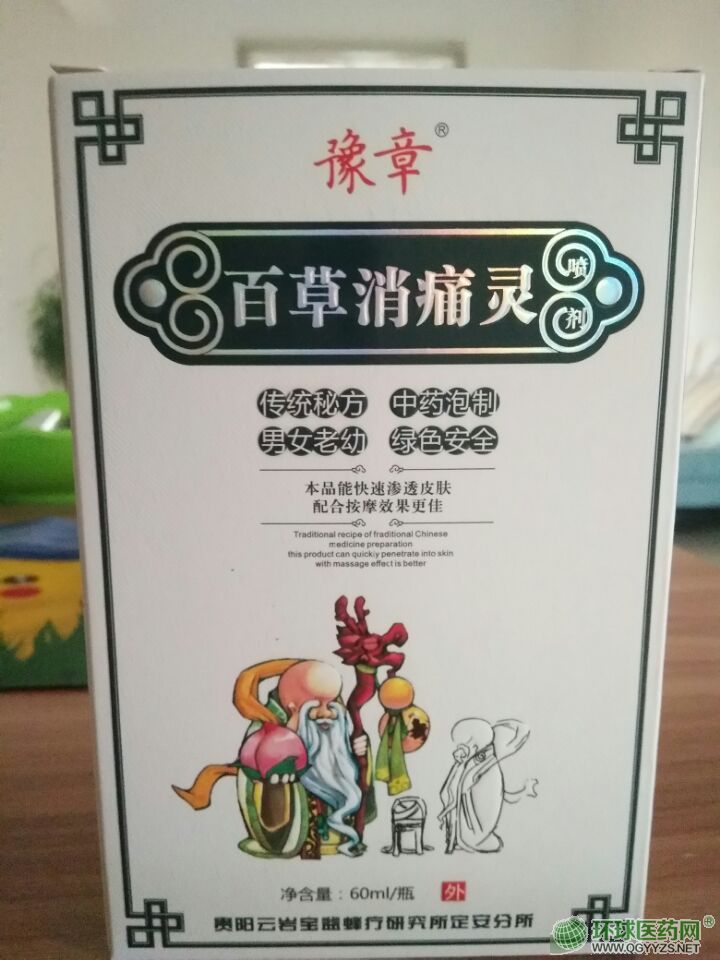 豫章®
百草消痛灵 喷剂
传统秘方 中药泡制
男女老幼 绿色安全
本品能快速渗透皮肤
配合按摩效果更佳
Traditional recipe of fraditional Chinese
medicine preparation
this product can quickiy penetrate into skin
with massage effect is better
净含量：60ml/瓶 外
贵阳云岩宝器蜂疗研究所定安分所
环球医药网®
WWW.QGYYZS.NET